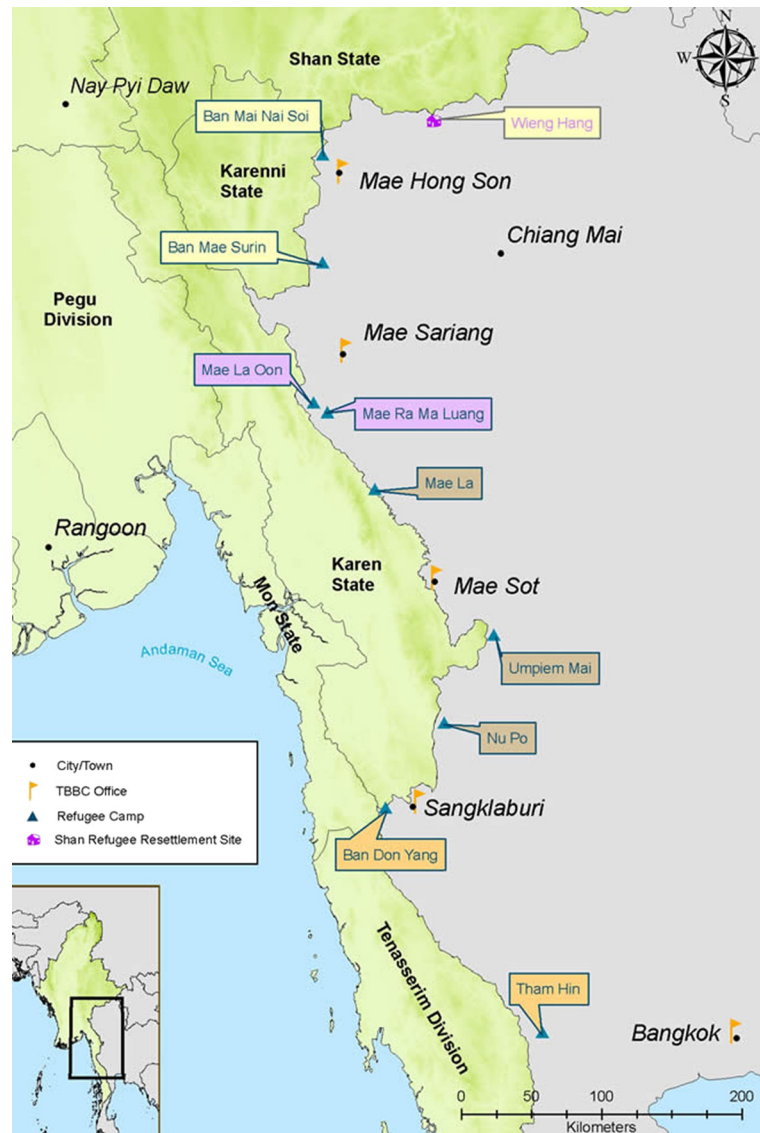 N
W
E
S
Shan State
Nay Pyi Daw
Ban Mai Nai Soi
Wieng Hang
Karenni
State
Mae Hong Son
Chiang Mai
Ban Mae Surin
Pegu
Division
Mae Sariang
Mae La Oon
Mae Ra Ma Luang
Mae La
Rangoon
Karen
State
Mon State
Mae Sot
Andaman Sea
Umpiem Mai
Nu Po
City/Town
TBBC Office
Refugee Camp
Shan Refugee Resettlement Site
Sangklaburi
Ban Don Yang
Tenasserim Division
Tham Hin
Bangkok
0 50 100 200
Kilometers